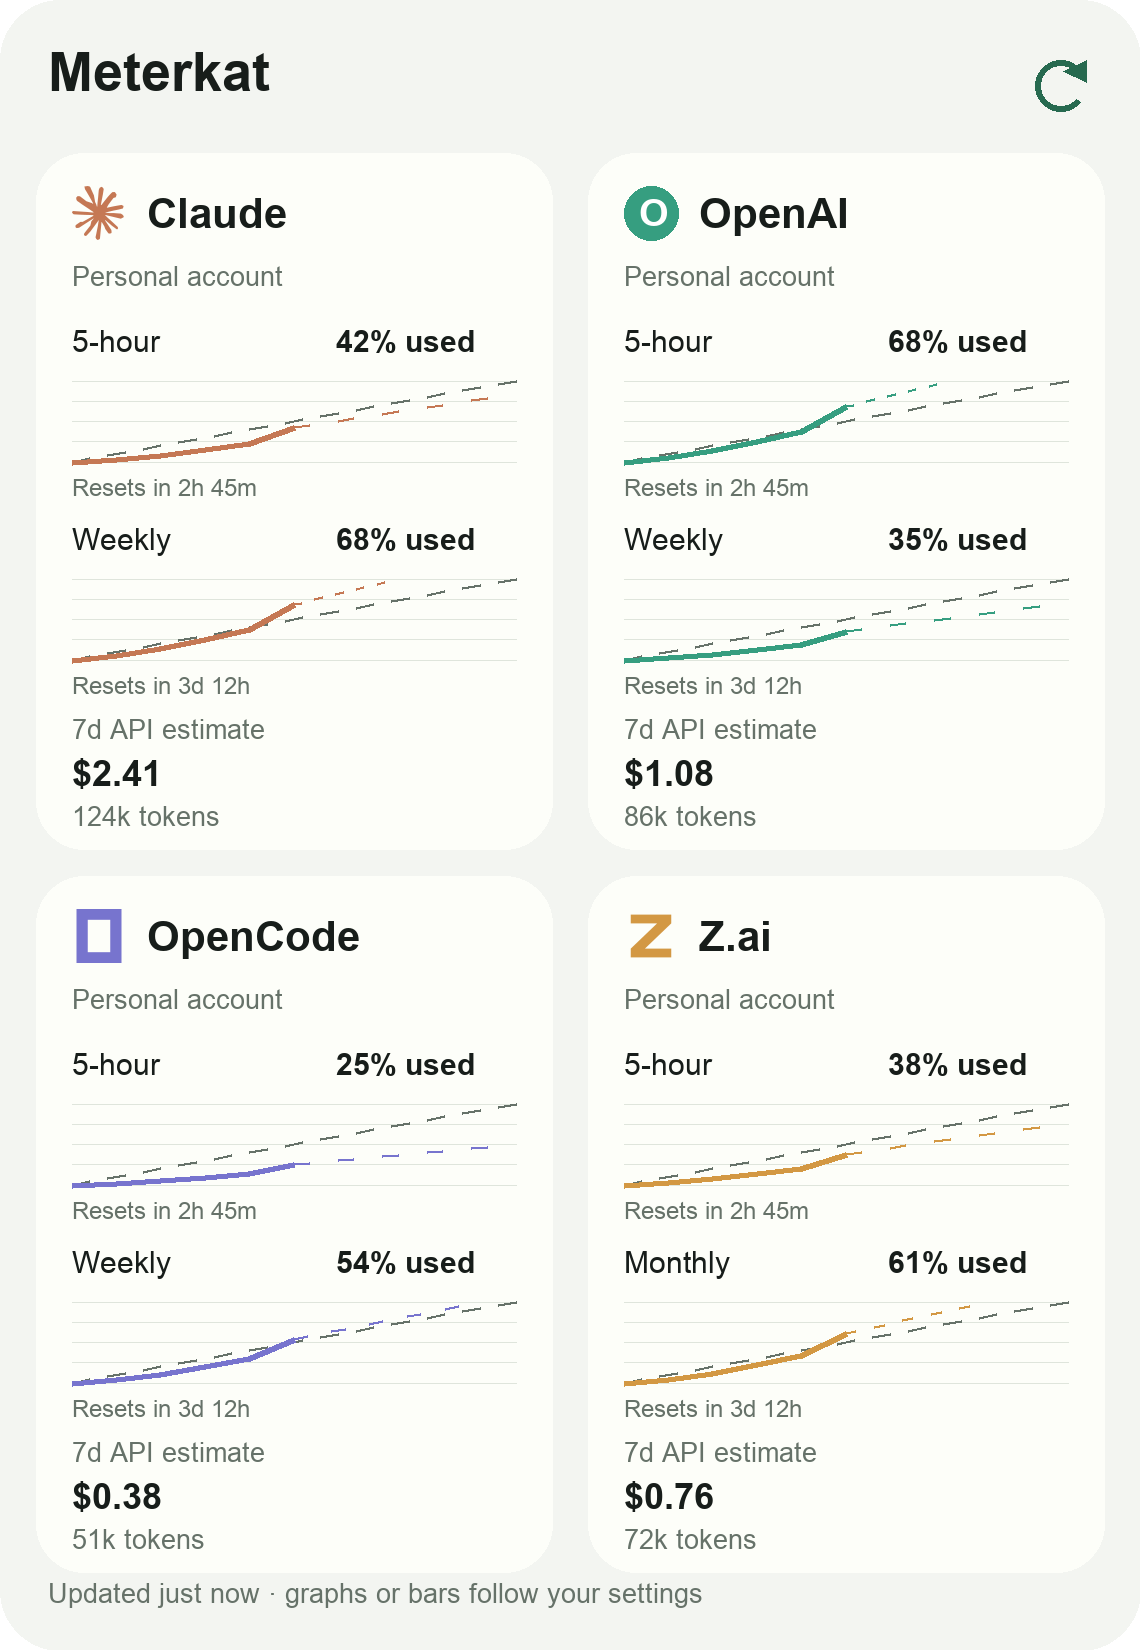 Meterkat
Claude
Personal account
5-hour 42% used
Resets in 2h 45m
Weekly 68% used
Resets in 3d 12h
7d API estimate
$2.41
124k tokens
O OpenAI
Personal account
5-hour 68% used
Resets in 2h 45m
Weekly 35% used
Resets in 3d 12h
7d API estimate
$1.08
86k tokens
OpenCode
Personal account
5-hour 25% used
Resets in 2h 45m
Weekly 54% used
Resets in 3d 12h
7d API estimate
$0.38
51k tokens
Z Z.ai
Personal account
5-hour 38% used
Resets in 2h 45m
Monthly 61% used
Resets in 3d 12h
7d API estimate
$0.76
72k tokens
Updated just now · graphs or bars follow your settings